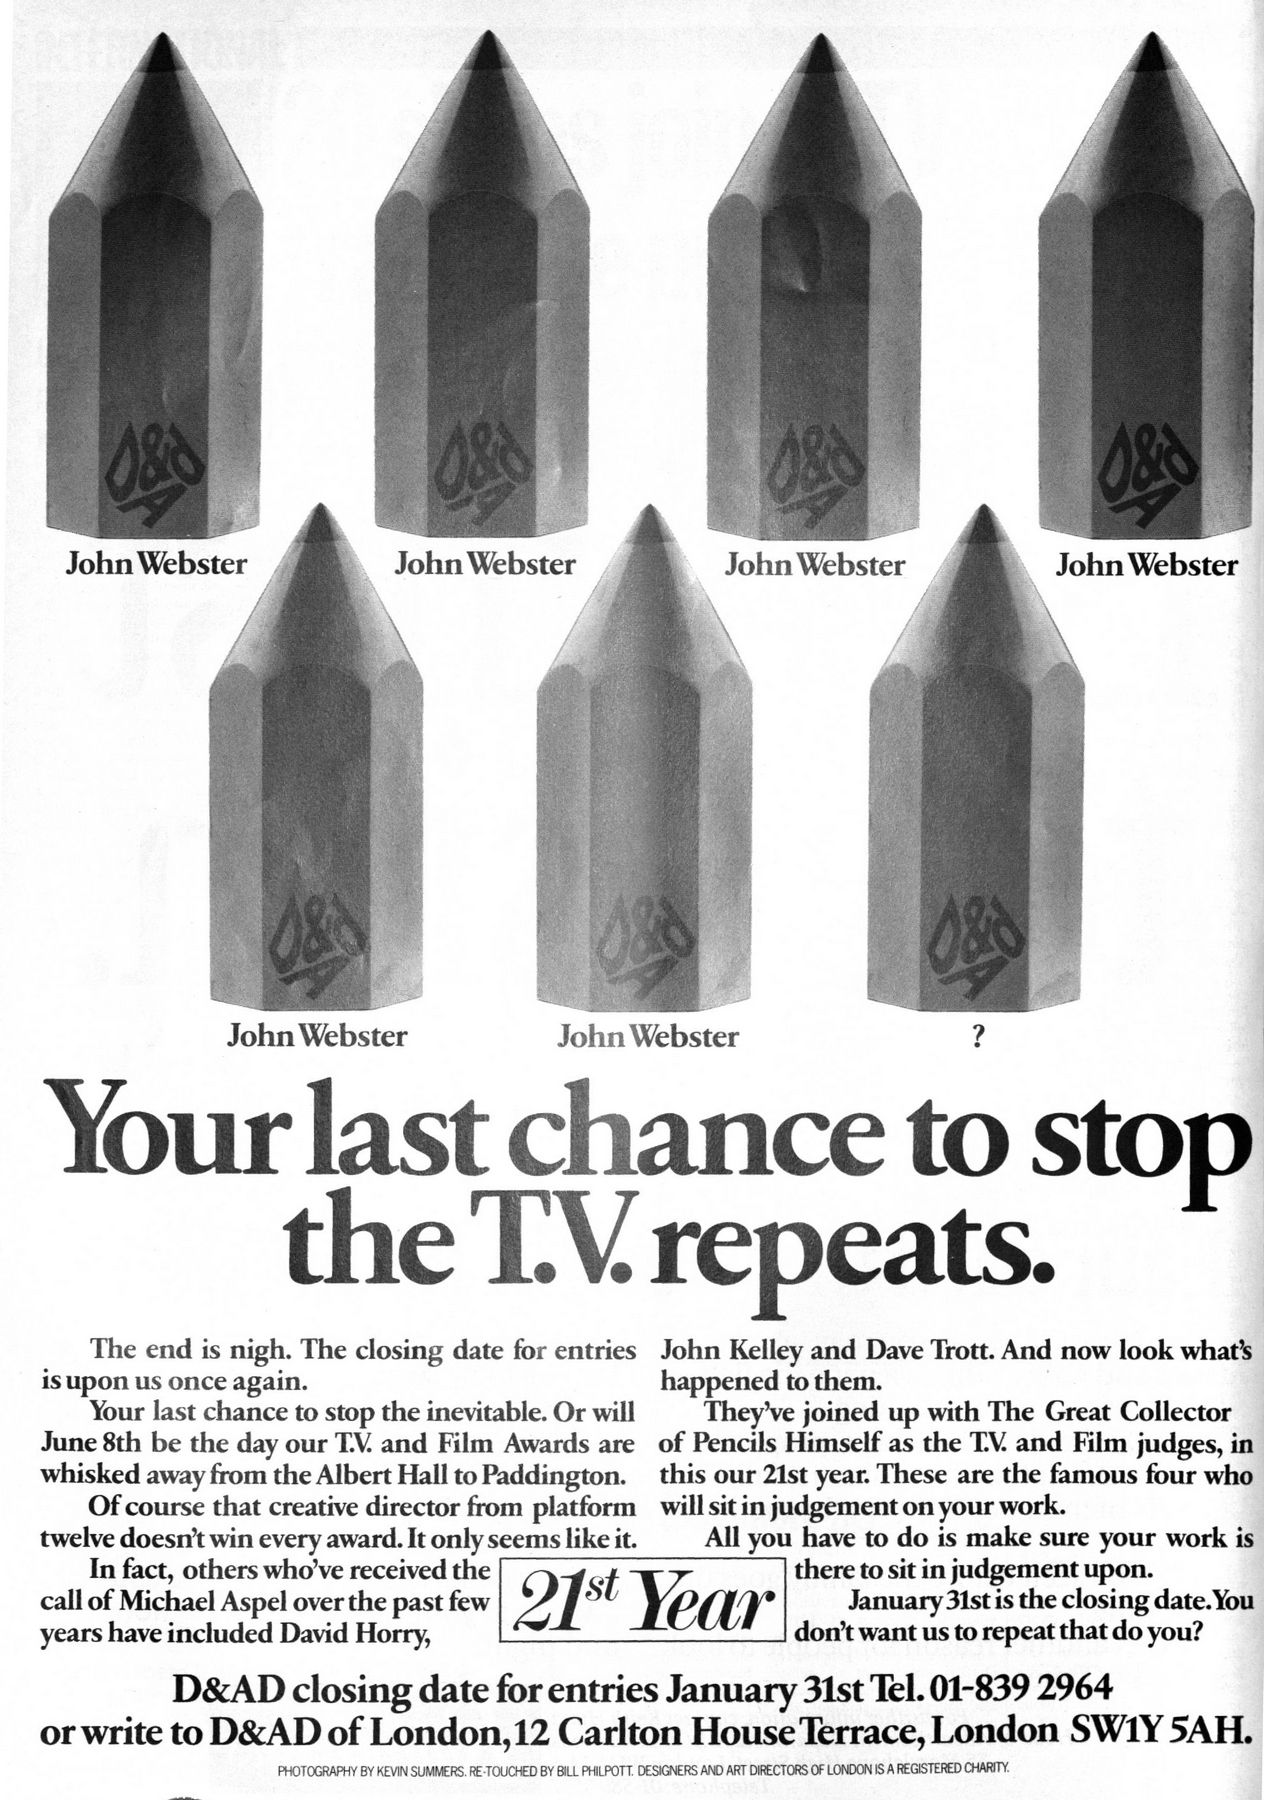 D&AD
D&AD
D&AD
D&AD
John Webster
John Webster
John Webster
John Webster
D&AD
D&AD
D&AD
John Webster
John Webster
?
Your last chance to stop
the T.V. repeats.
The end is nigh. The closing date for entries
is upon us once again.
Your last chance to stop the inevitable. Or will
June 8th be the day our T.V. and Film Awards are
whisked away from the Albert Hall to Paddington.
Of course that creative director from platform
twelve doesn't win every award. It only seems like it.
In fact, others who've received the
call of Michael Aspel over the past few
years have included David Horry,
John Kelley and Dave Trott. And now look what's
happened to them.
They've joined up with The Great Collector
of Pencils Himself as the T.V. and Film judges, in
this our 21st year. These are the famous four who
will sit in judgement on your work.
All you have to do is make sure your work is
there to sit in judgement upon.
January 31st is the closing date. You
don't want us to repeat that do you?
21st Year
D&AD closing date for entries January 31st Tel. 01-839 2964
or write to D&AD of London, 12 Carlton House Terrace, London SW1Y 5AH.
PHOTOGRAPHY BY KEVIN SUMMERS. RE-TOUCHED BY BILL PHILPOTT. DESIGNERS AND ART DIRECTORS OF LONDON IS A REGISTERED CHARITY.